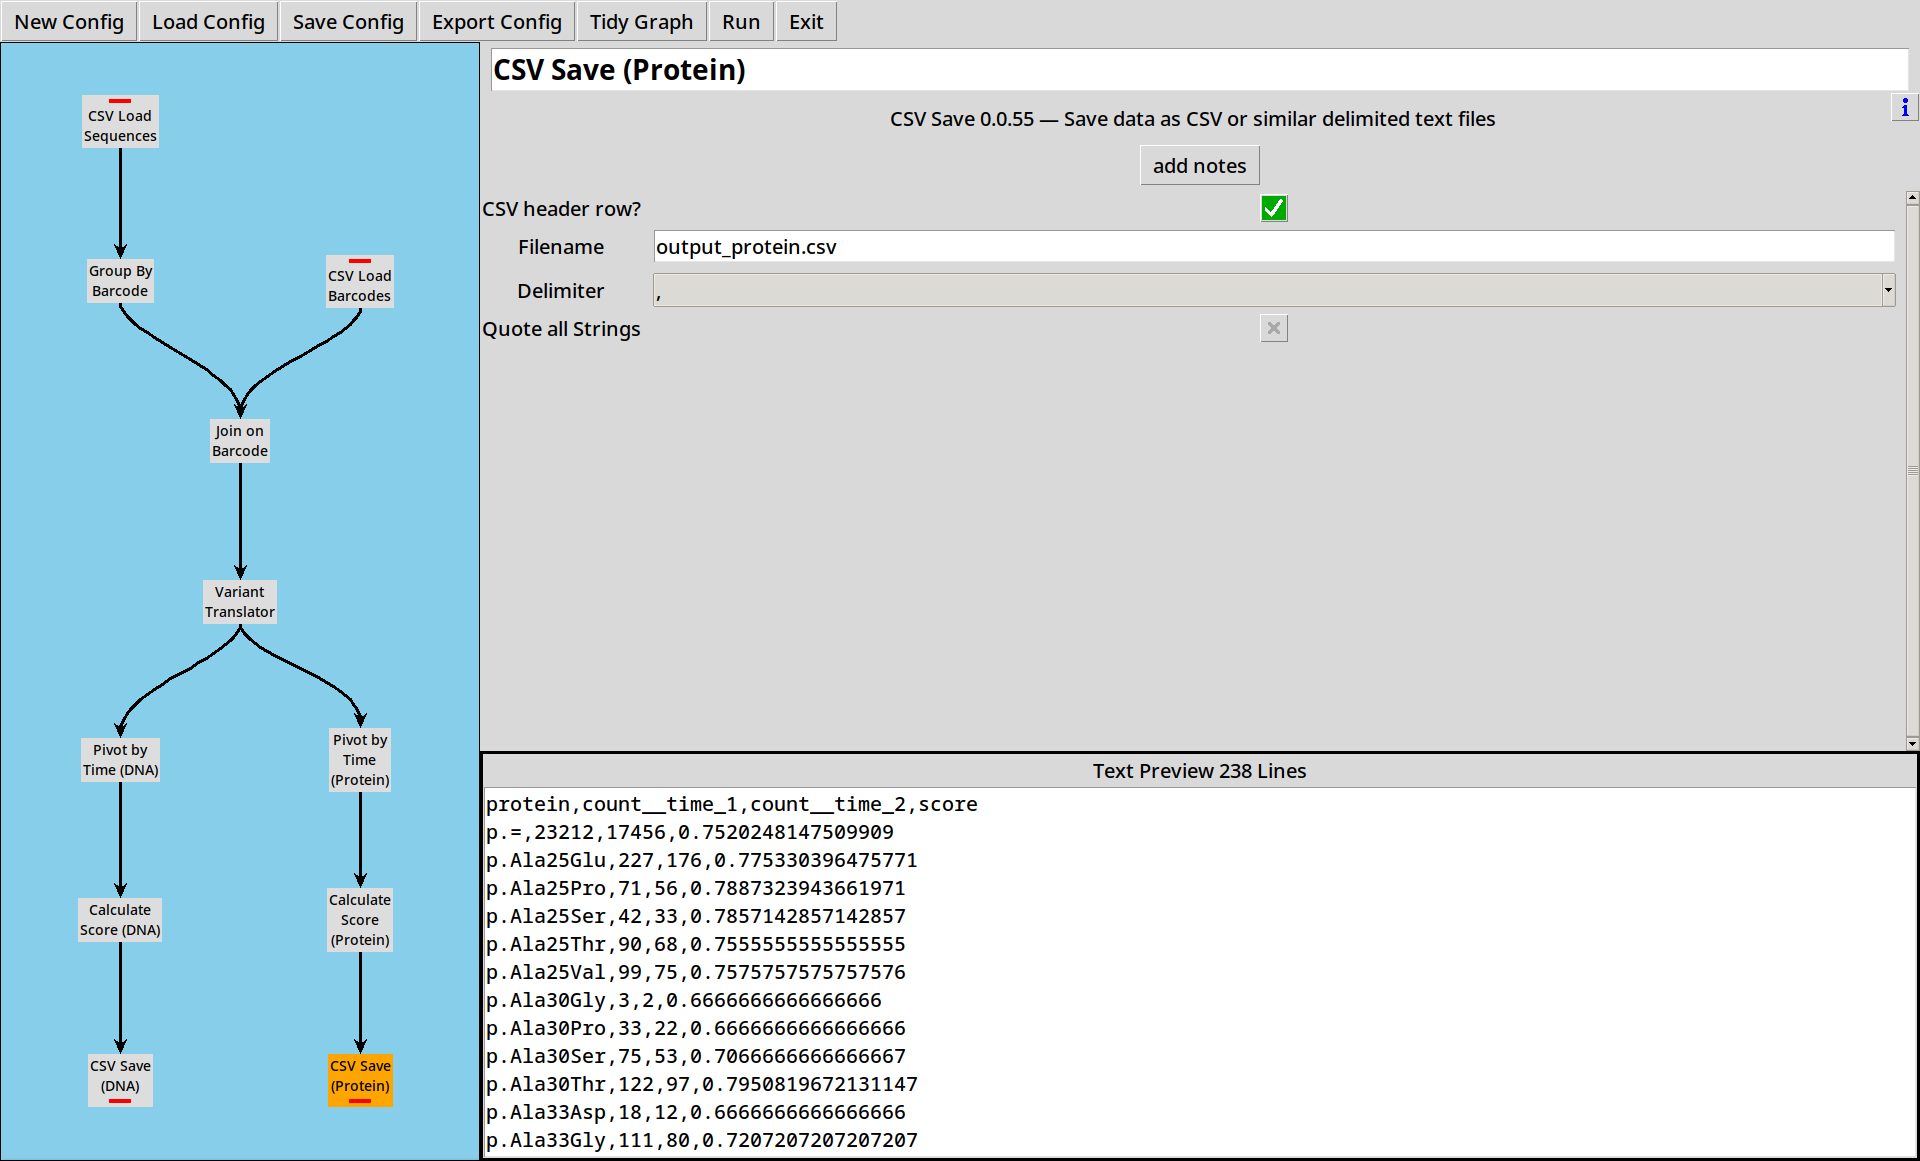 New Config Load Config Save Config Export Config Tidy Graph Run Exit
CSV Load
Sequences
Group By
Barcode
CSV Load
Barcodes
Join on
Barcode
Variant
Translator
Pivot by
Time (DNA)
Pivot by
Time
(Protein)
Calculate
Score (DNA)
Calculate
Score
(Protein)
CSV Save
(DNA)
CSV Save
(Protein)
CSV Save (Protein)
CSV Save 0.0.55 — Save data as CSV or similar delimited text files
i
add notes
CSV header row?
Filename output_protein.csv
Delimiter ,
Quote all Strings
Text Preview 238 Lines
protein,count__time_1,count__time_2,score
p.=,23212,17456,0.7520248147509909
p.Ala25Glu,227,176,0.775330396475771
p.Ala25Pro,71,56,0.7887323943661971
p.Ala25Ser,42,33,0.7857142857142857
p.Ala25Thr,90,68,0.7555555555555555
p.Ala25Val,99,75,0.7575757575757576
p.Ala30Gly,3,2,0.6666666666666666
p.Ala30Pro,33,22,0.6666666666666666
p.Ala30Ser,75,53,0.7066666666666667
p.Ala30Thr,122,97,0.7950819672131147
p.Ala33Asp,18,12,0.6666666666666666
p.Ala33Gly,111,80,0.7207207207207207